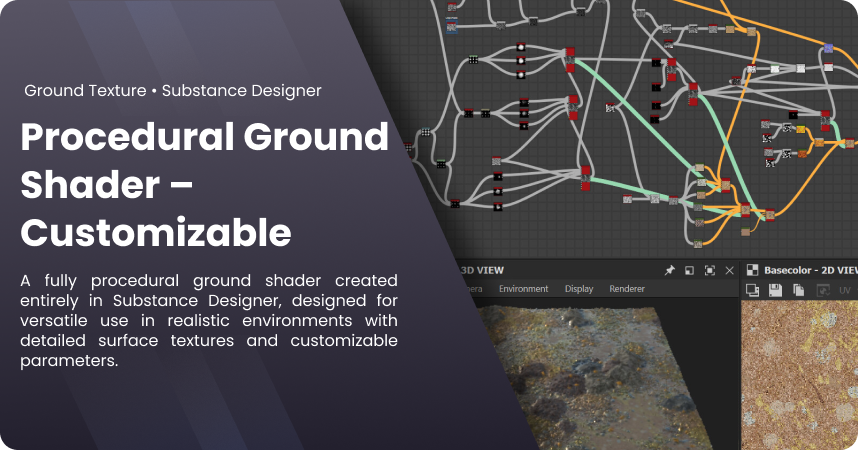 Ground Texture • Substance Designer
Procedural Ground
Shader –
Customizable
A fully procedural ground shader created
entirely in Substance Designer, designed for
versatile use in realistic environments with
detailed surface textures and customizable
parameters.
3D VIEW
Environment Display Renderer
Basecolor - 2D VIEW
UV